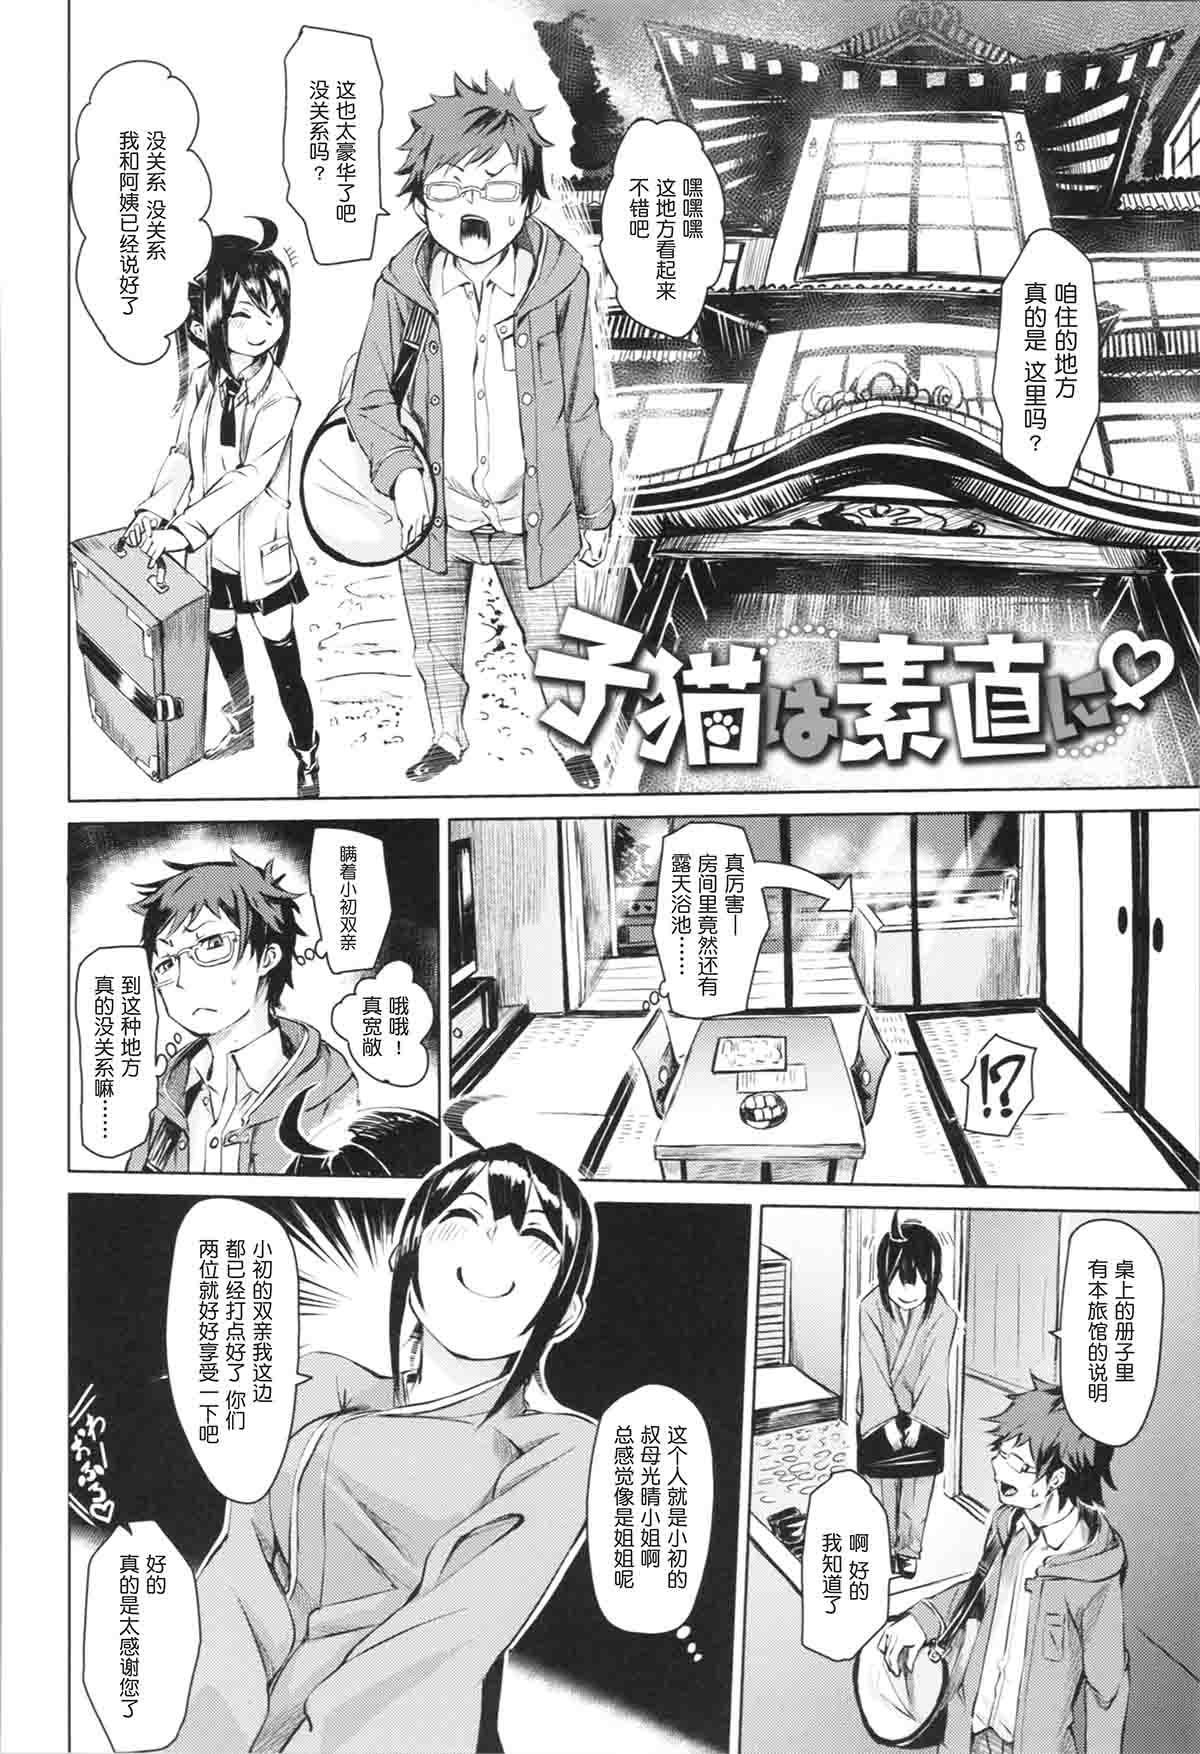 咱住的地方
真的是 这里吗?
嘿嘿嘿
这地方看起来
不错吧
这也太豪华了吧
没关系吗?
没关系 没关系
我和阿姨已经说好了
子猫は素直に♡
真厉害—
房间里竟然还有
露天浴池……
!?
瞒着小初双亲
哦哦!
真宽敞
到这种地方
真的没关系嘛……
桌上的册子里
有本旅馆的说明
啊 好的
我知道了
这个人就是小初的
叔母光晴小姐啊
总感觉像是姐姐呢
小初的双亲我这边
都已经打点好了 你们
两位就好好享受一下吧
わーい
おふろ♡
好的
真的是太感谢您了